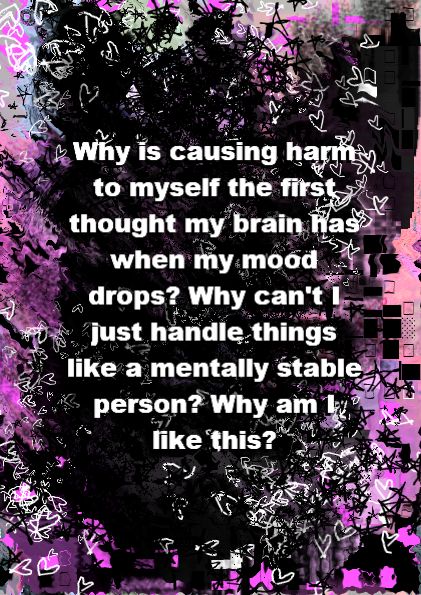 Why is causing harm
to myself the first
thought my brain has
when my mood
drops? Why can't I
just handle things
like a mentally stable
person? Why am I
like this?